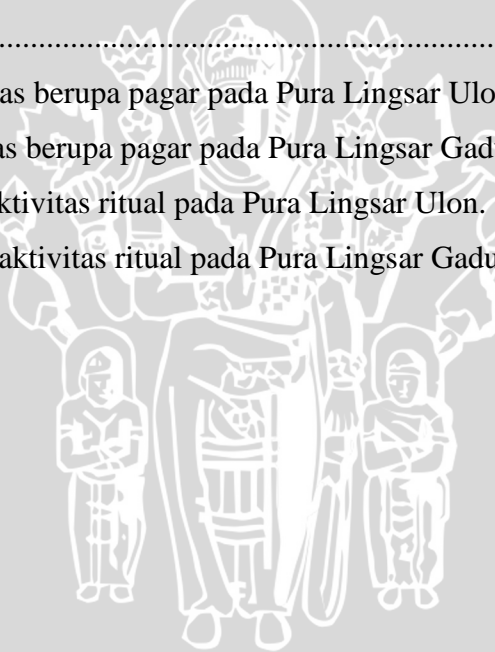 ................................................................
as berupa pagar pada Pura Lingsar Ulo
as berupa pagar pada Pura Lingsar Gad
ktivitas ritual pada Pura Lingsar Ulon.
aktivitas ritual pada Pura Lingsar Gadu